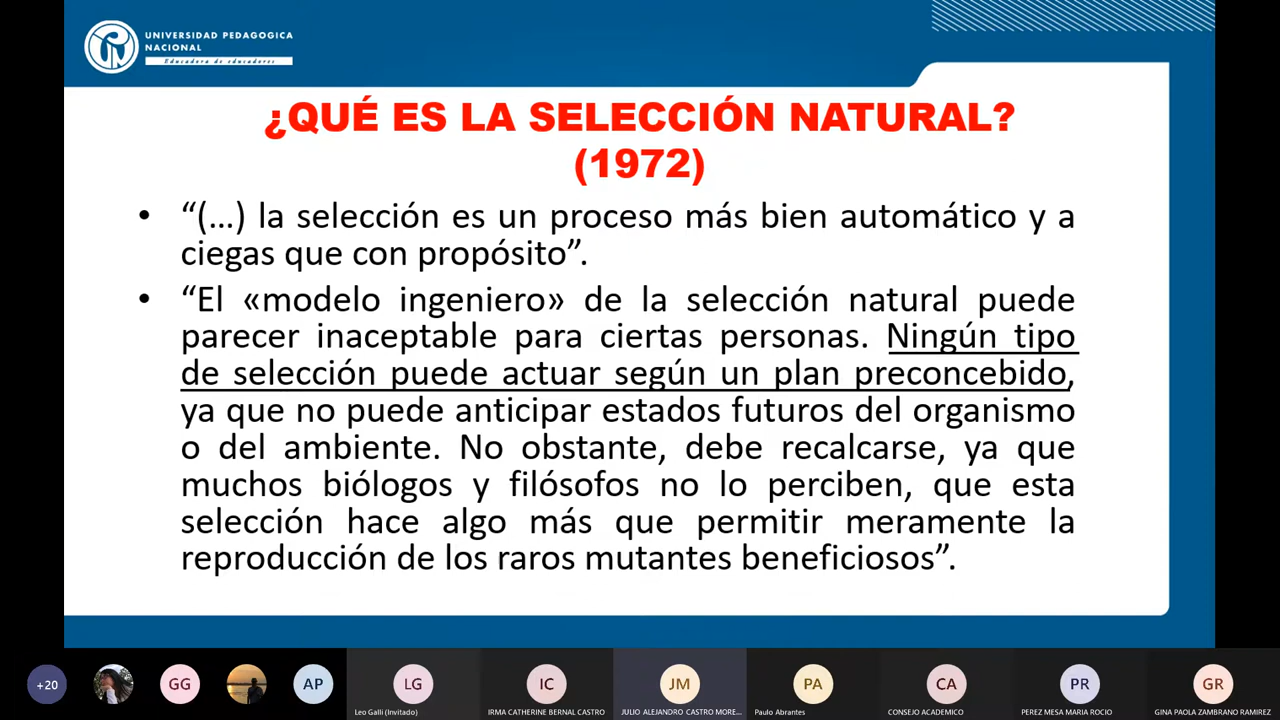 UNIVERSIDAD PEDAGOGICA
NACIONAL
Educadora de educadores
¿QUÉ ES LA SELECCIÓN NATURAL?
(1972)
• “(…) la selección es un proceso más bien automático y a
ciegas que con propósito”.
• “El «modelo ingeniero» de la selección natural puede
parecer inaceptable para ciertas personas. Ningún tipo
de selección puede actuar según un plan preconcebido,
ya que no puede anticipar estados futuros del organismo
o del ambiente. No obstante, debe recalcarse, ya que
muchos biólogos y filósofos no lo perciben, que esta
selección hace algo más que permitir meramente la
reproducción de los raros mutantes beneficiosos”.
+20 GG AP LG IC JM PA CA PR GR
Leo Galli (Invitado) IRMA CATHERINE BERNAL CASTRO JULIO ALEJANDRO CASTRO MORE... Paulo Abrantes CONSEJO ACADEMICO PEREZ MESA MARIA ROCIO GINA PAOLA ZAMBRANO RAMIREZ